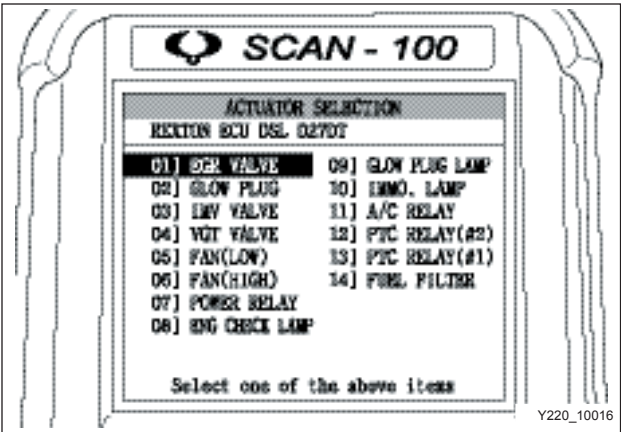 SCAN - 100
ACTUATOR SELECTION
REXTON ECU DSL D27DT
01] EGR VALVE
02] GLOW PLUG
03] IMV VALVE
04] VGT VALVE
05] FAN(LOW)
06] FAN(HIGH)
07] POWER RELAY
08] ENG CHECK LAMP
09] GLOW PLUG LAMP
10] IMMO. LAMP
11] A/C RELAY
12] PTC RELAY(#2)
13] PTC RELAY(#1)
14] FUEL FILTER
Select one of the above items
Y220_10016